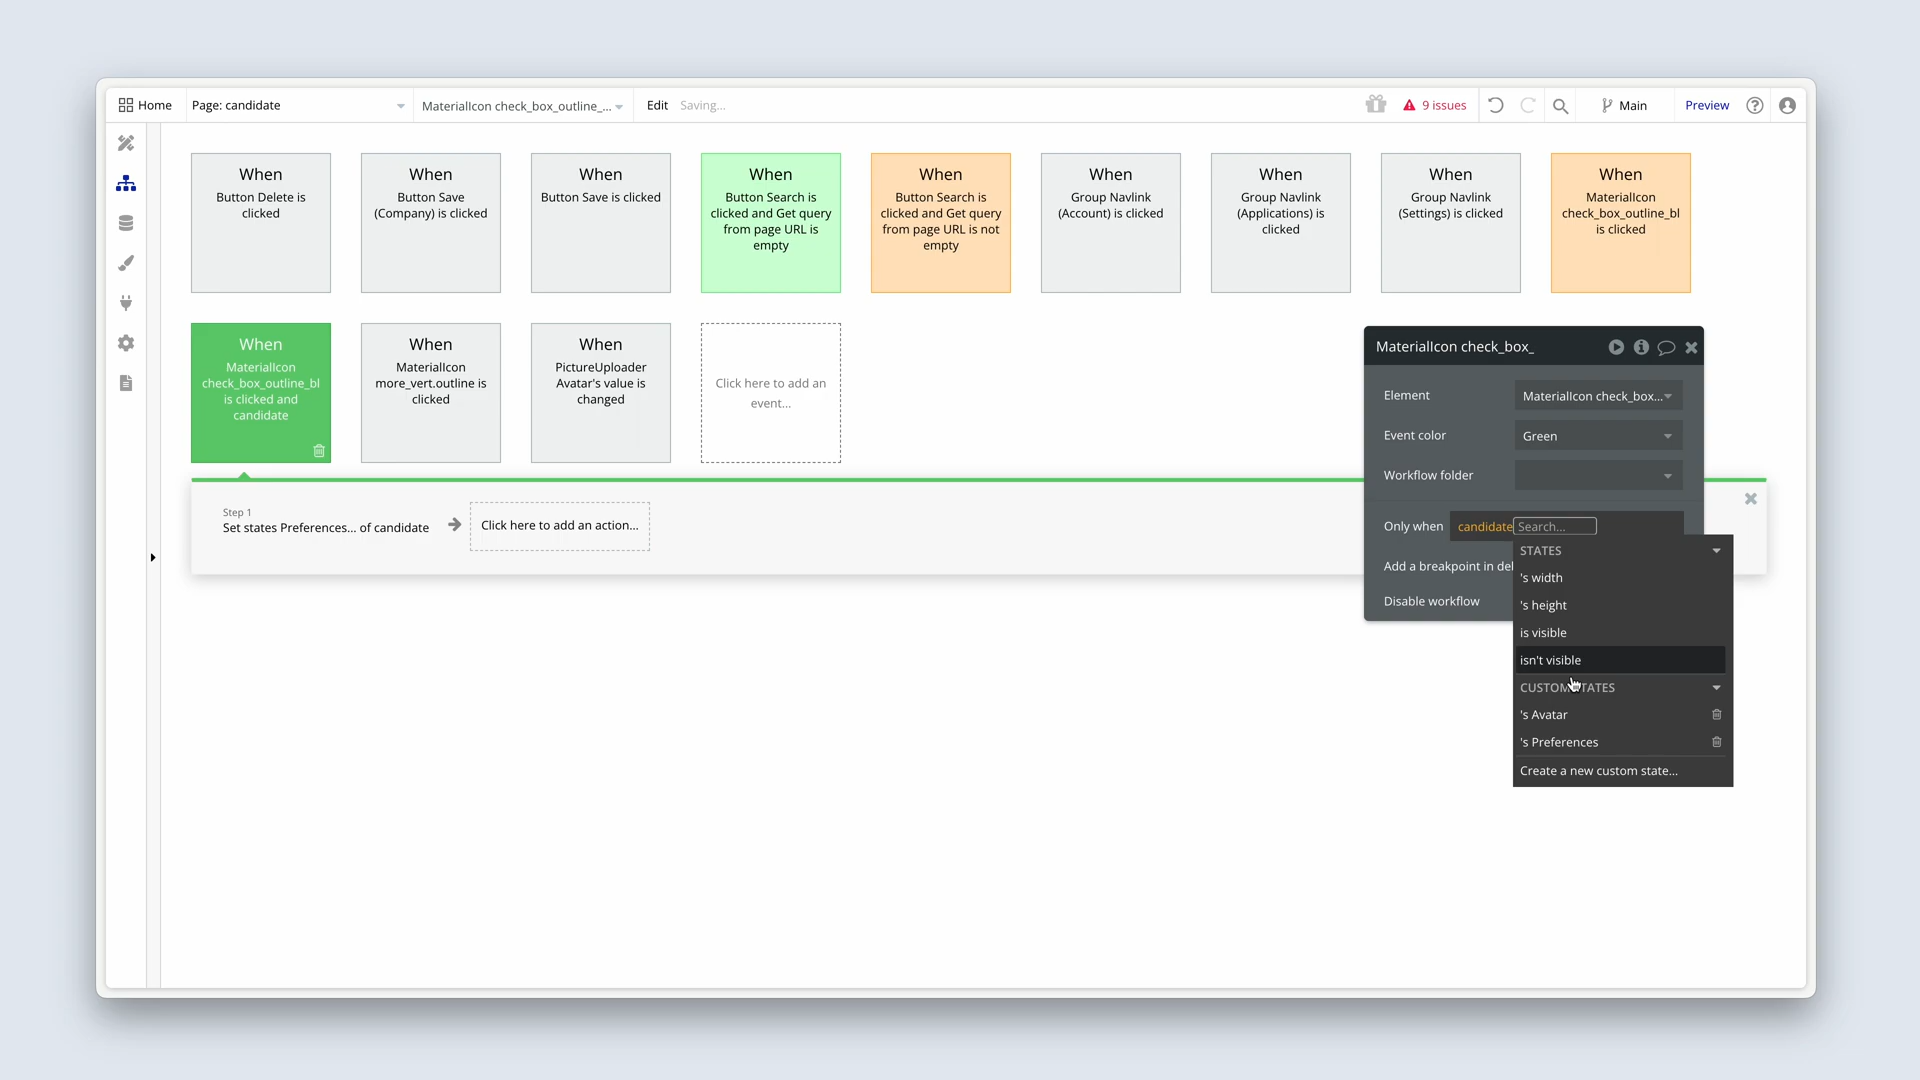 Home
Page: candidate
MaterialIcon check_box_outline_...
Edit
Saving...
9 issues
Main
Preview
When
Button Delete is
clicked
When
Button Save
(Company) is clicked
When
Button Save is clicked
When
Button Search is
clicked and Get query
from page URL is
empty
When
Button Search is
clicked and Get query
from page URL is not
empty
When
Group Navlink
(Account) is clicked
When
Group Navlink
(Applications) is
clicked
When
Group Navlink
(Settings) is clicked
When
MaterialIcon
check_box_outline_bl
is clicked
When
MaterialIcon
check_box_outline_bl
is clicked and
candidate
When
MaterialIcon
more_vert.outline is
clicked
When
PictureUploader
Avatar's value is
changed
Click here to add an
event...
Step 1
Set states Preferences... of candidate
Click here to add an action...
MaterialIcon check_box_
Element
MaterialIcon check_box...
Event color
Green
Workflow folder
Only when
candidate
Search...
Add a breakpoint in
Disable workflow
STATES
's width
's height
is visible
isn't visible
's Avatar
's Preferences
Create a new custom state...